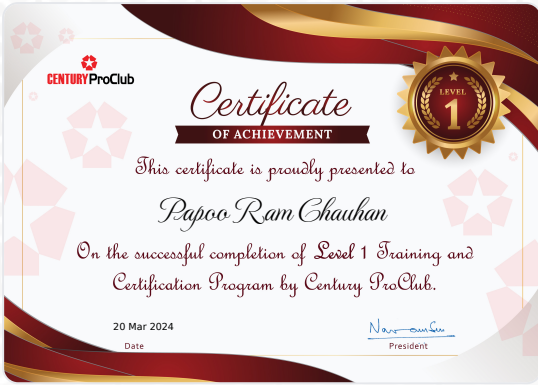 CENTURY ProClub
Certificate
OF ACHIEVEMENT
LEVEL
1
This certificate is proudly presented to
Papoo Ram Chauhan
On the successful completion of Level 1 Training and
Certification Program by Century ProClub.
20 Mar 2024
Date
President